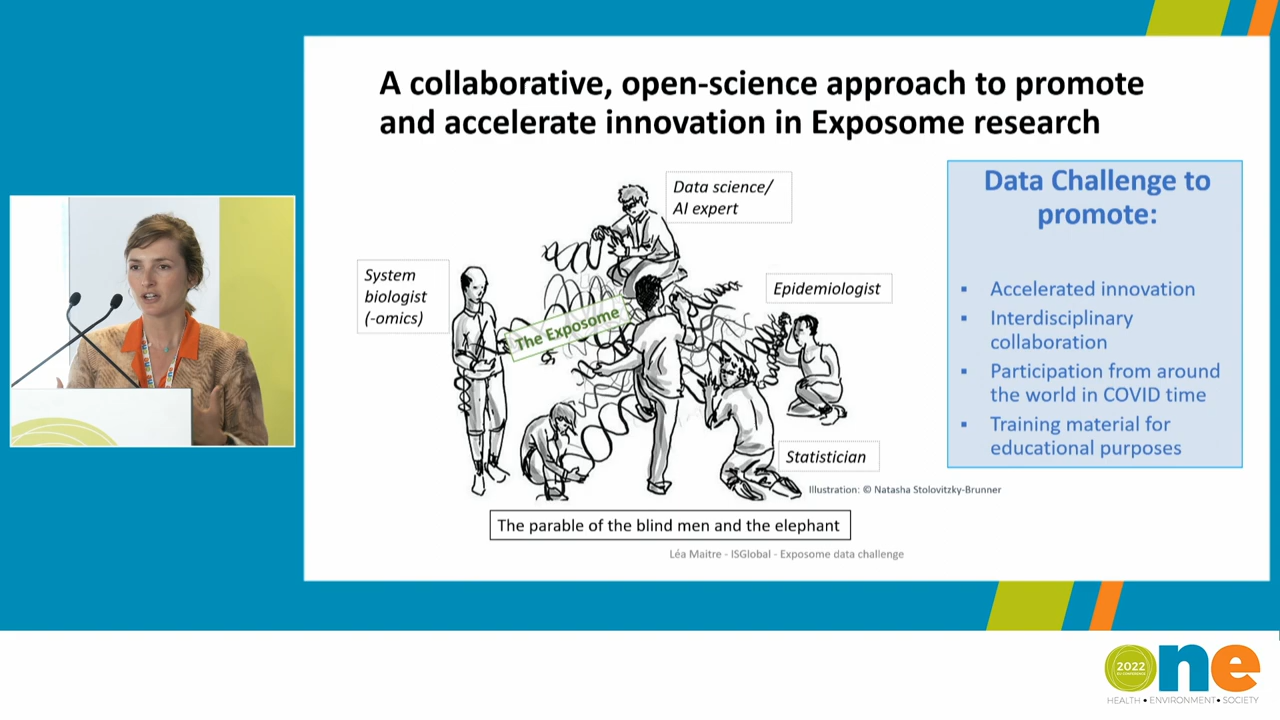 A collaborative, open-science approach to promote
and accelerate innovation in Exposome research
Data science/
AI expert
System
biologist
(-omics)
The Exposome
Epidemiologist
Statistician
Illustration: © Natasha Stolovitzky-Brunner
The parable of the blind men and the elephant
Léa Maitre - ISGlobal - Exposome data challenge
Data Challenge to
promote:
▪ Accelerated innovation
▪ Interdisciplinary
collaboration
▪ Participation from around
the world in COVID time
▪ Training material for
educational purposes
2022
one
HEALTH • ENVIRONMENT • SOCIETY